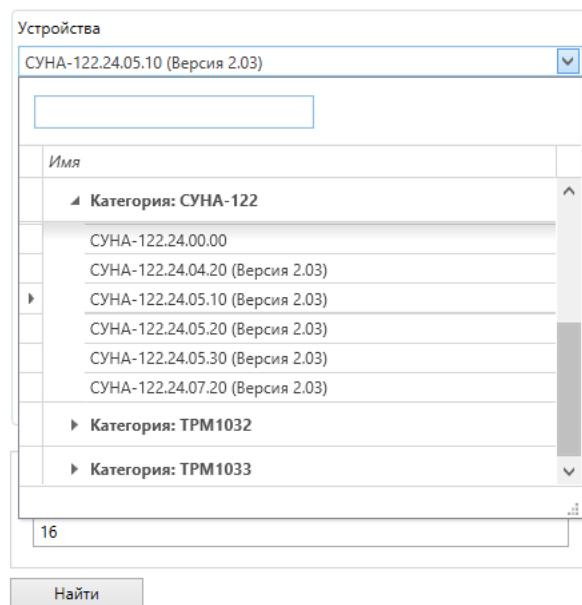 Устройства
СУНА-122.24.05.10 (Версия 2.03)
Имя
Категория: СУНА-122
СУНА-122.24.00.00
СУНА-122.24.04.20 (Версия 2.03)
СУНА-122.24.05.10 (Версия 2.03)
СУНА-122.24.05.20 (Версия 2.03)
СУНА-122.24.05.30 (Версия 2.03)
СУНА-122.24.07.20 (Версия 2.03)
Категория: ТРМ1032
Категория: ТРМ1033
16
Найти